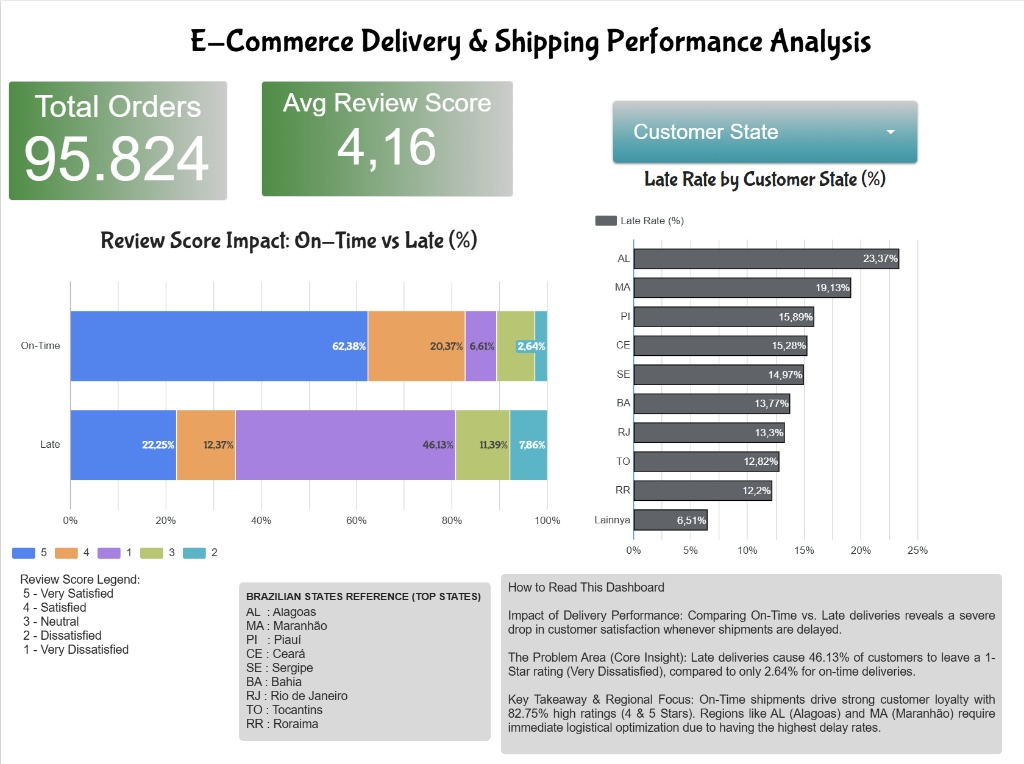 E-Commerce Delivery & Shipping Performance Analysis
Total Orders
95.824
Avg Review Score
4,16
Customer State
Late Rate by Customer State (%)
Late Rate (%)
AL 23,37%
MA 19,13%
PI 15,89%
CE 15,28%
SE 14,97%
BA 13,77%
RJ 13,3%
TO 12,82%
RR 12,2%
Lainnya 6,51%
0% 5% 10% 15% 20% 25%
Review Score Impact: On-Time vs Late (%)
On-Time 62,38% 20,37% 6,61% 2,64%
Late 22,25% 12,37% 46,13% 11,39% 7,86%
0% 20% 40% 60% 80% 100%
5 4 1 3 2
Review Score Legend:
5 - Very Satisfied
4 - Satisfied
3 - Neutral
2 - Dissatisfied
1 - Very Dissatisfied
BRAZILIAN STATES REFERENCE (TOP STATES)
AL : Alagoas
MA : Maranhão
PI : Piauí
CE : Ceará
SE : Sergipe
BA : Bahia
RJ : Rio de Janeiro
TO : Tocantins
RR : Roraima
How to Read This Dashboard
Impact of Delivery Performance: Comparing On-Time vs. Late deliveries reveals a severe
drop in customer satisfaction whenever shipments are delayed.
The Problem Area (Core Insight): Late deliveries cause 46.13% of customers to leave a 1-
Star rating (Very Dissatisfied), compared to only 2.64% for on-time deliveries.
Key Takeaway & Regional Focus: On-Time shipments drive strong customer loyalty with
82.75% high ratings (4 & 5 Stars). Regions like AL (Alagoas) and MA (Maranhão) require
immediate logistical optimization due to having the highest delay rates.